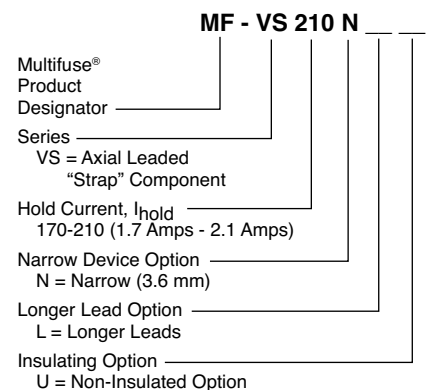 MF - VS 210 N __ __
Multifuse®
Product
Designator
Series
VS = Axial Leaded
“Strap” Component
Hold Current, Ihold
170-210 (1.7 Amps - 2.1 Amps)
Narrow Device Option
N = Narrow (3.6 mm)
Longer Lead Option
L = Longer Leads
Insulating Option
U = Non-Insulated Option